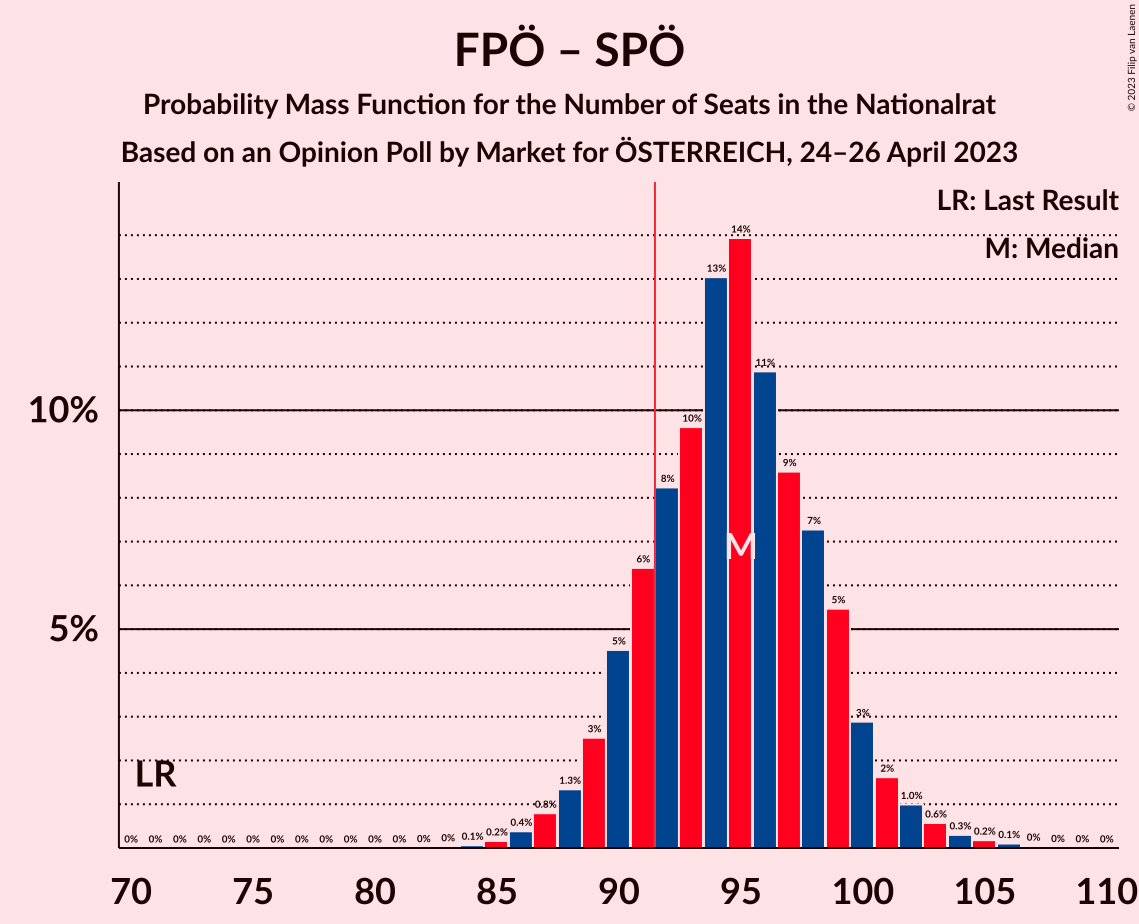 FPÖ – SPÖ
Probability Mass Function for the Number of Seats in the Nationalrat
Based on an Opinion Poll by Market for ÖSTERREICH, 24–26 April 2023
© 2023 Filip van Laenen
LR: Last Result
M: Median
10%
5%
LR
M
0% 0% 0% 0% 0% 0% 0% 0% 0% 0% 0% 0% 0% 0% 0.1% 0.2% 0.4% 0.8% 1.3% 3% 5% 6% 8% 10% 13% 14% 11% 9% 7% 5% 3% 2% 1.0% 0.6% 0.3% 0.2% 0.1% 0% 0% 0% 0%
70 75 80 85 90 95 100 105 110